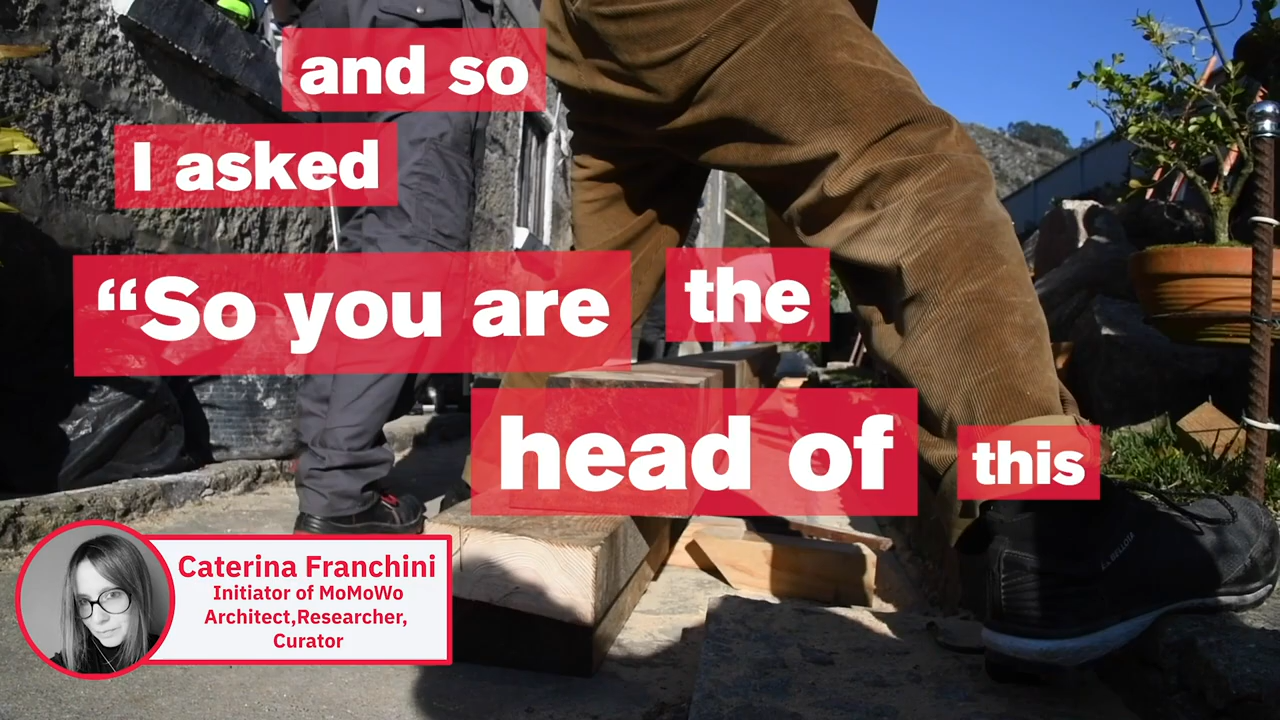 and so
I asked
“So you are the
head of this
Caterina Franchini
Initiator of MoMoWo
Architect,Researcher,
Curator